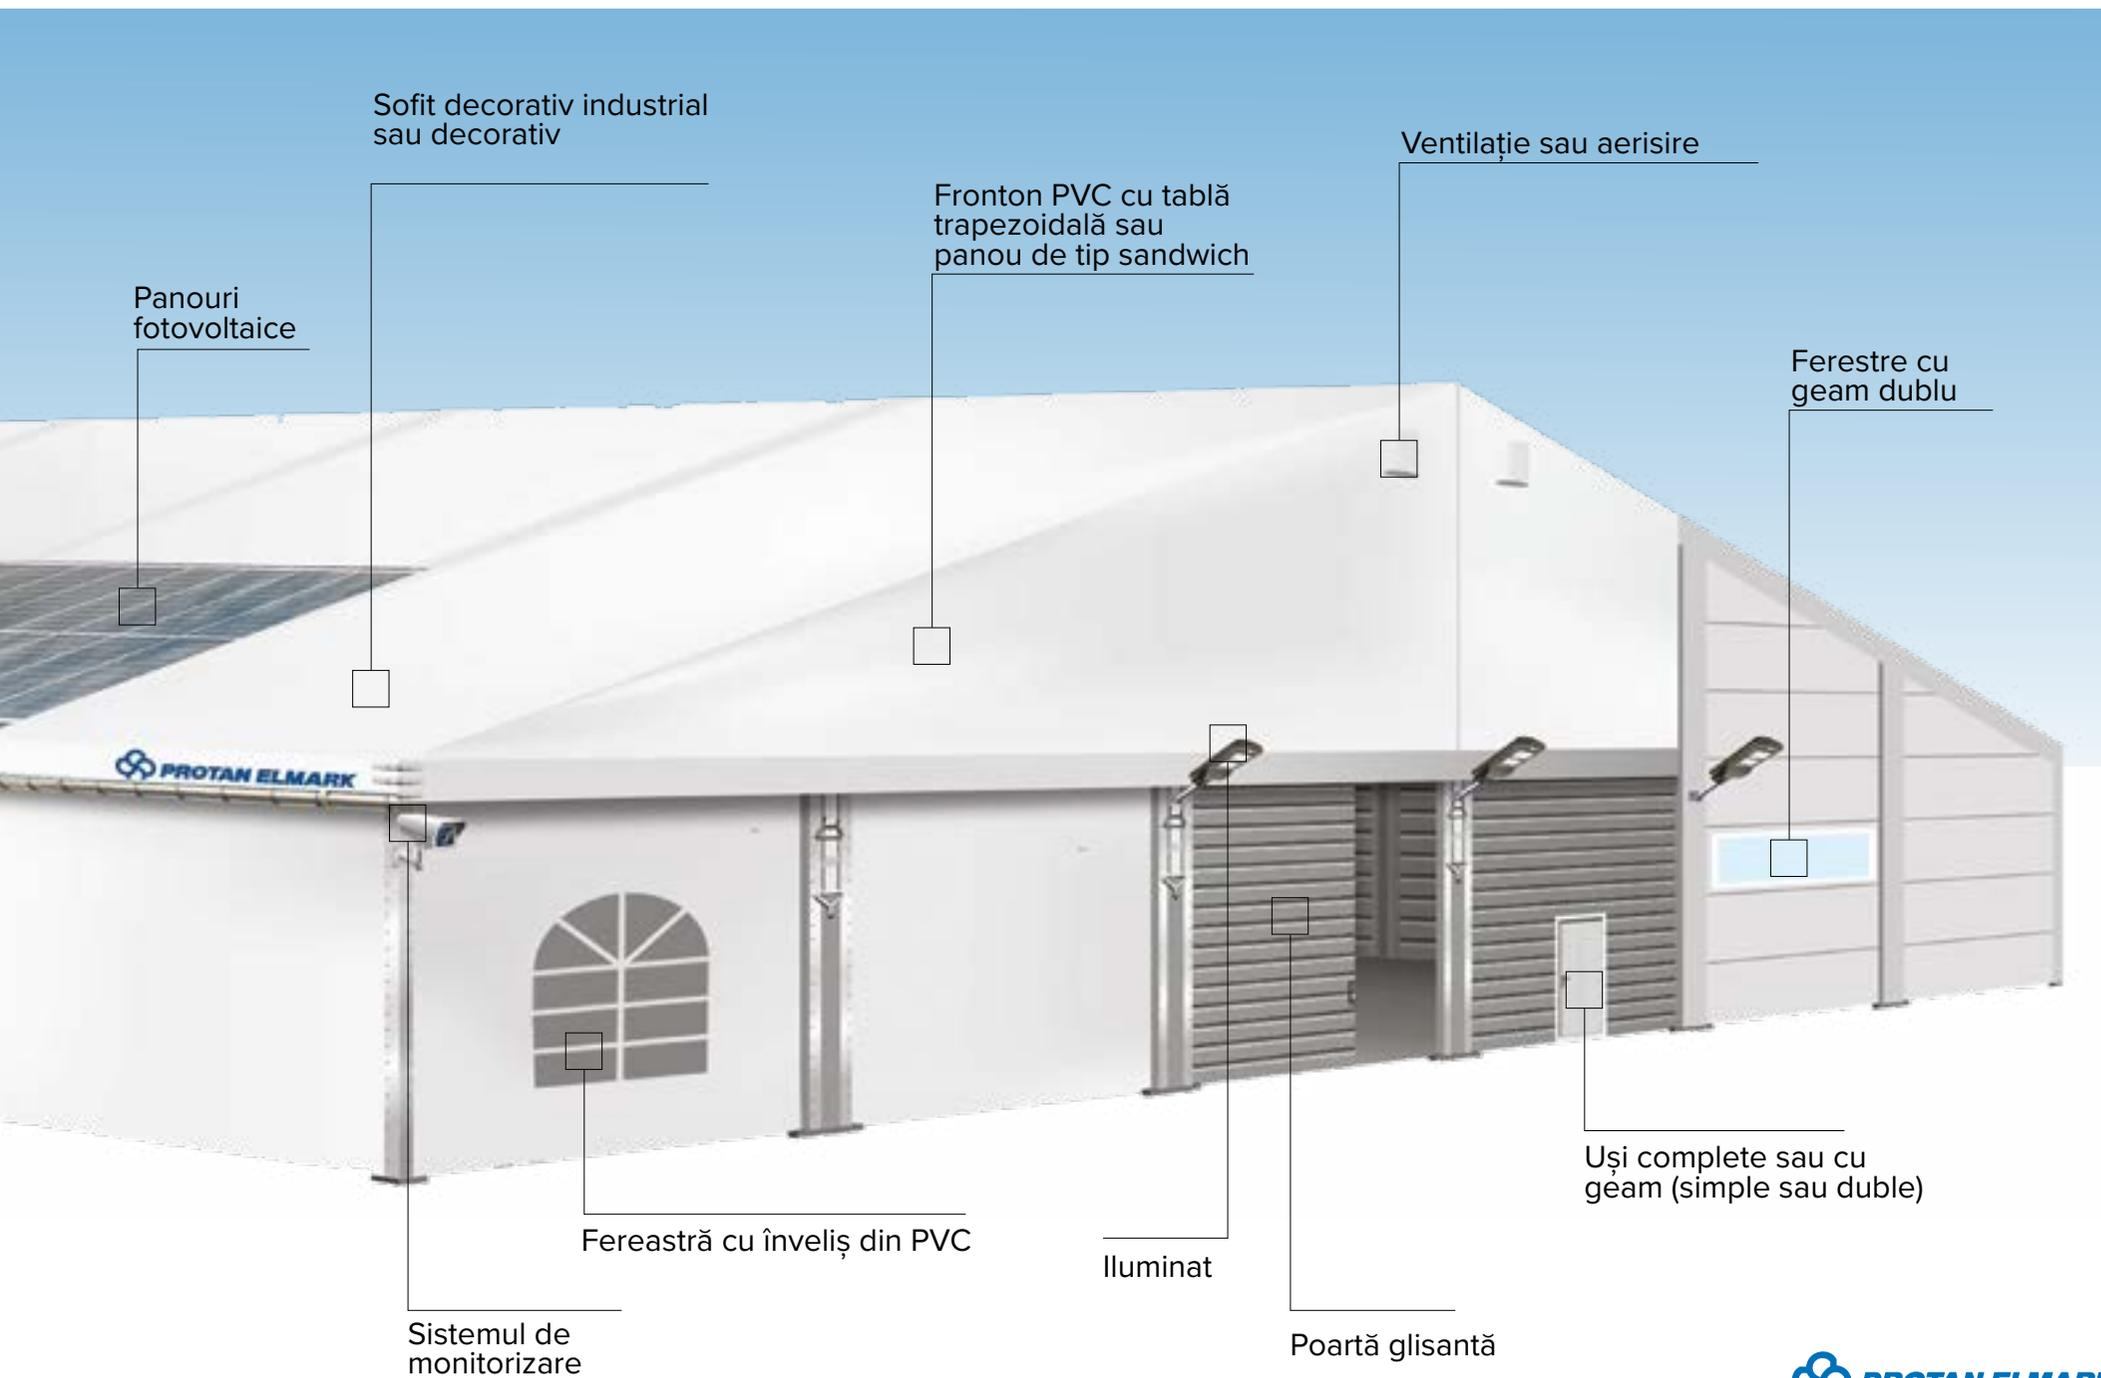 Sofit decorativ industrial
sau decorativ
Ventilație sau aerisire
Fronton PVC cu tablă
trapezoidală sau
panou de tip sandwich
Panouri
fotovoltaice
Ferestre cu
geam dublu
PROTAN ELMARK
Uși complete sau cu
geam (simple sau duble)
Fereastră cu înveliș din PVC
Iluminat
Sistemul de
monitorizare
Poartă glisantă
PROTAN ELMARK